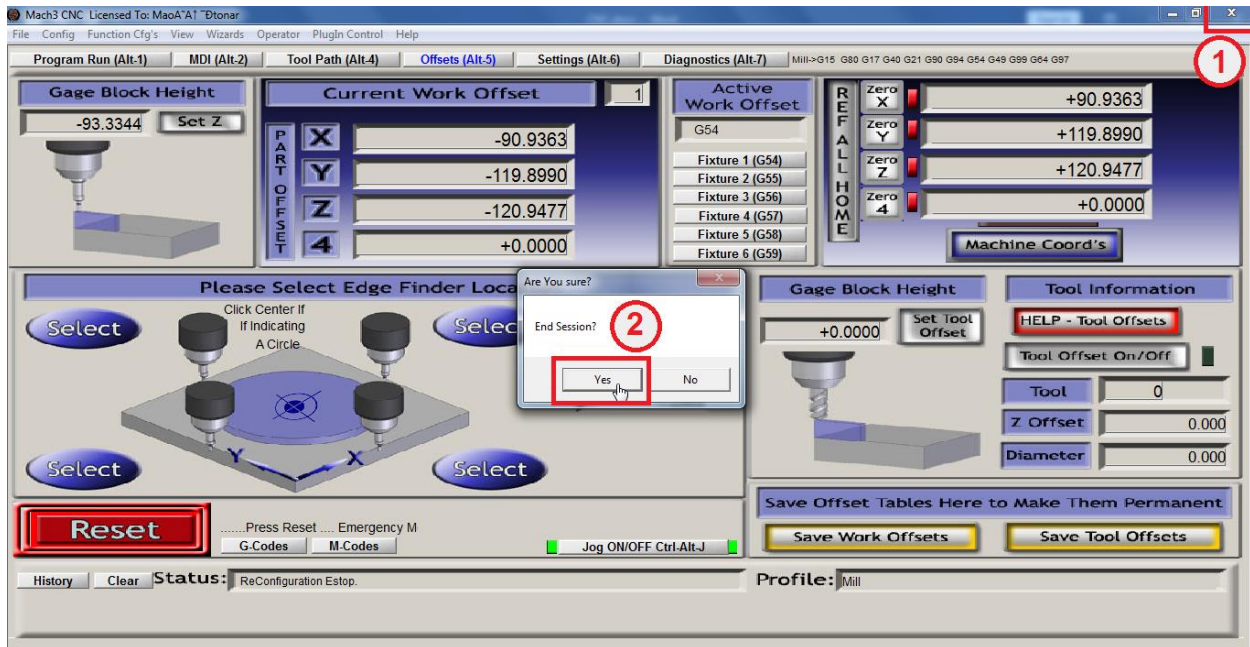 Mach3 CNC Licensed To: MaoA˜A† ˜Ðtonar
File Config Function Cfg's View Wizards Operator PlugIn Control Help
Program Run (Alt-1) MDI (Alt-2) Tool Path (Alt-4) Offsets (Alt-5) Settings (Alt-6) Diagnostics (Alt-7) Mill->G15 G80 G17 G40 G21 G90 G94 G54 G49 G99 G64 G97
1
Gage Block Height
-93.3344 Set Z
Current Work Offset 1
PART OFFSET
X -90.9363
Y -119.8990
Z -120.9477
4 +0.0000
Active
Work Offset
G54
Fixture 1 (G54)
Fixture 2 (G55)
Fixture 3 (G56)
Fixture 4 (G57)
Fixture 5 (G58)
Fixture 6 (G59)
REF ALL HOME
Zero X +90.9363
Zero Y +119.8990
Zero Z +120.9477
Zero 4 +0.0000
Machine Coord's
Please Select Edge Finder Loca
Click Center If
If Indicating
A Circle
Select
Selec
Select
Select
Y X
Are You sure?
End Session?
2
Yes No
Gage Block Height
+0.0000 Set Tool Offset
Tool Information
HELP - Tool Offsets
Tool Offset On/Off
Tool 0
Z Offset 0.000
Diameter 0.000
Reset
.......Press Reset .... Emergency M
G-Codes M-Codes
Jog ON/OFF Ctrl-Alt-J
Save Offset Tables Here to Make Them Permanent
Save Work Offsets Save Tool Offsets
History Clear Status: ReConfiguration Estop.
Profile: Mill